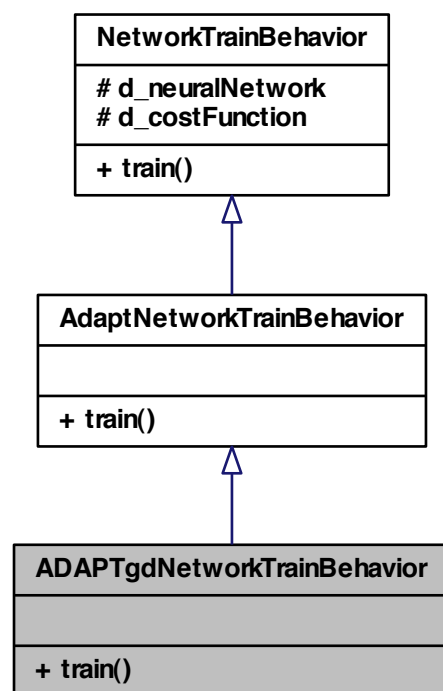 NetworkTrainBehavior
# d_neuralNetwork
# d_costFunction
+ train()
AdaptNetworkTrainBehavior
+ train()
ADAPTgdNetworkTrainBehavior
+ train()